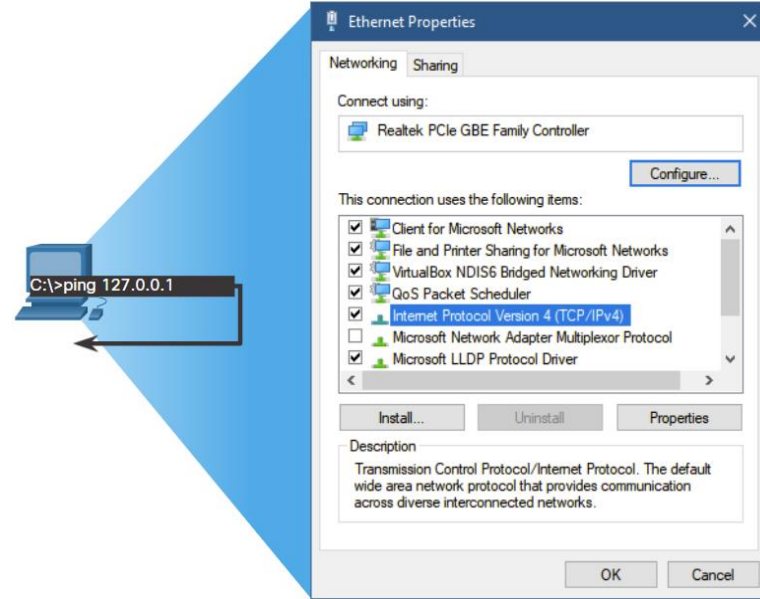 Ethernet Properties
Networking
Sharing
Connect using:
Realtek PCIe GBE Family Controller
Configure...
This connection uses the following items:
Client for Microsoft Networks
File and Printer Sharing for Microsoft Networks
VirtualBox NDIS6 Bridged Networking Driver
QoS Packet Scheduler
Internet Protocol Version 4 (TCP/IPv4)
Microsoft Network Adapter Multiplexor Protocol
Microsoft LLDP Protocol Driver
Install...
Uninstall
Properties
Description
Transmission Control Protocol/Internet Protocol. The default
wide area network protocol that provides communication
across diverse interconnected networks.
OK
Cancel
C:\>ping 127.0.0.1